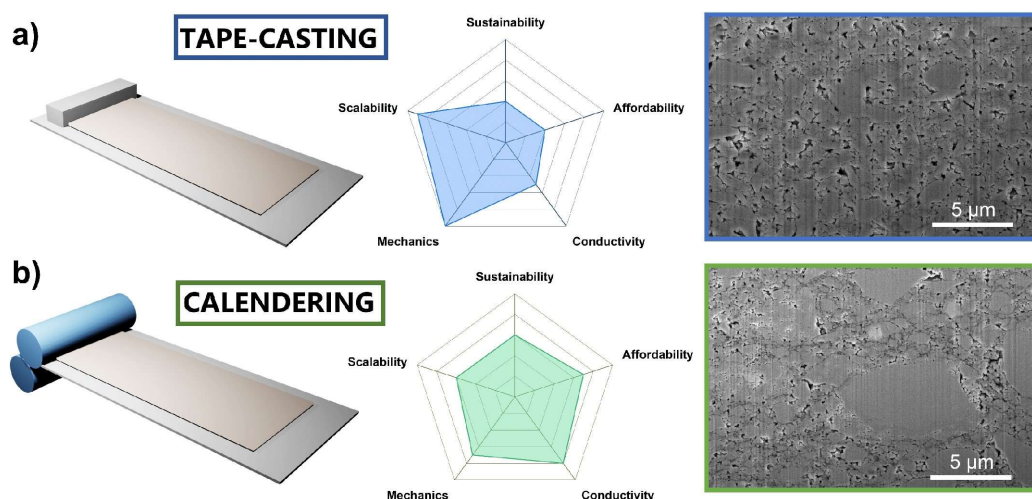 a)
TAPE-CASTING
Sustainability
Scalability
Affordability
Mechanics
Conductivity
5 µm
b)
CALENDERING
Sustainability
Scalability
Affordability
Mechanics
Conductivity
5 µm